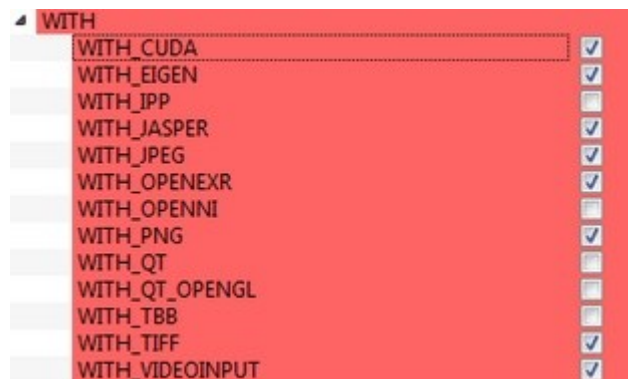 WITH
WITH_CUDA
WITH_EIGEN
WITH_IPP
WITH_JASPER
WITH_JPEG
WITH_OPENEXR
WITH_OPENNI
WITH_PNG
WITH_QT
WITH_QT_OPENGL
WITH_TBB
WITH_TIFF
WITH_VIDEOINPUT